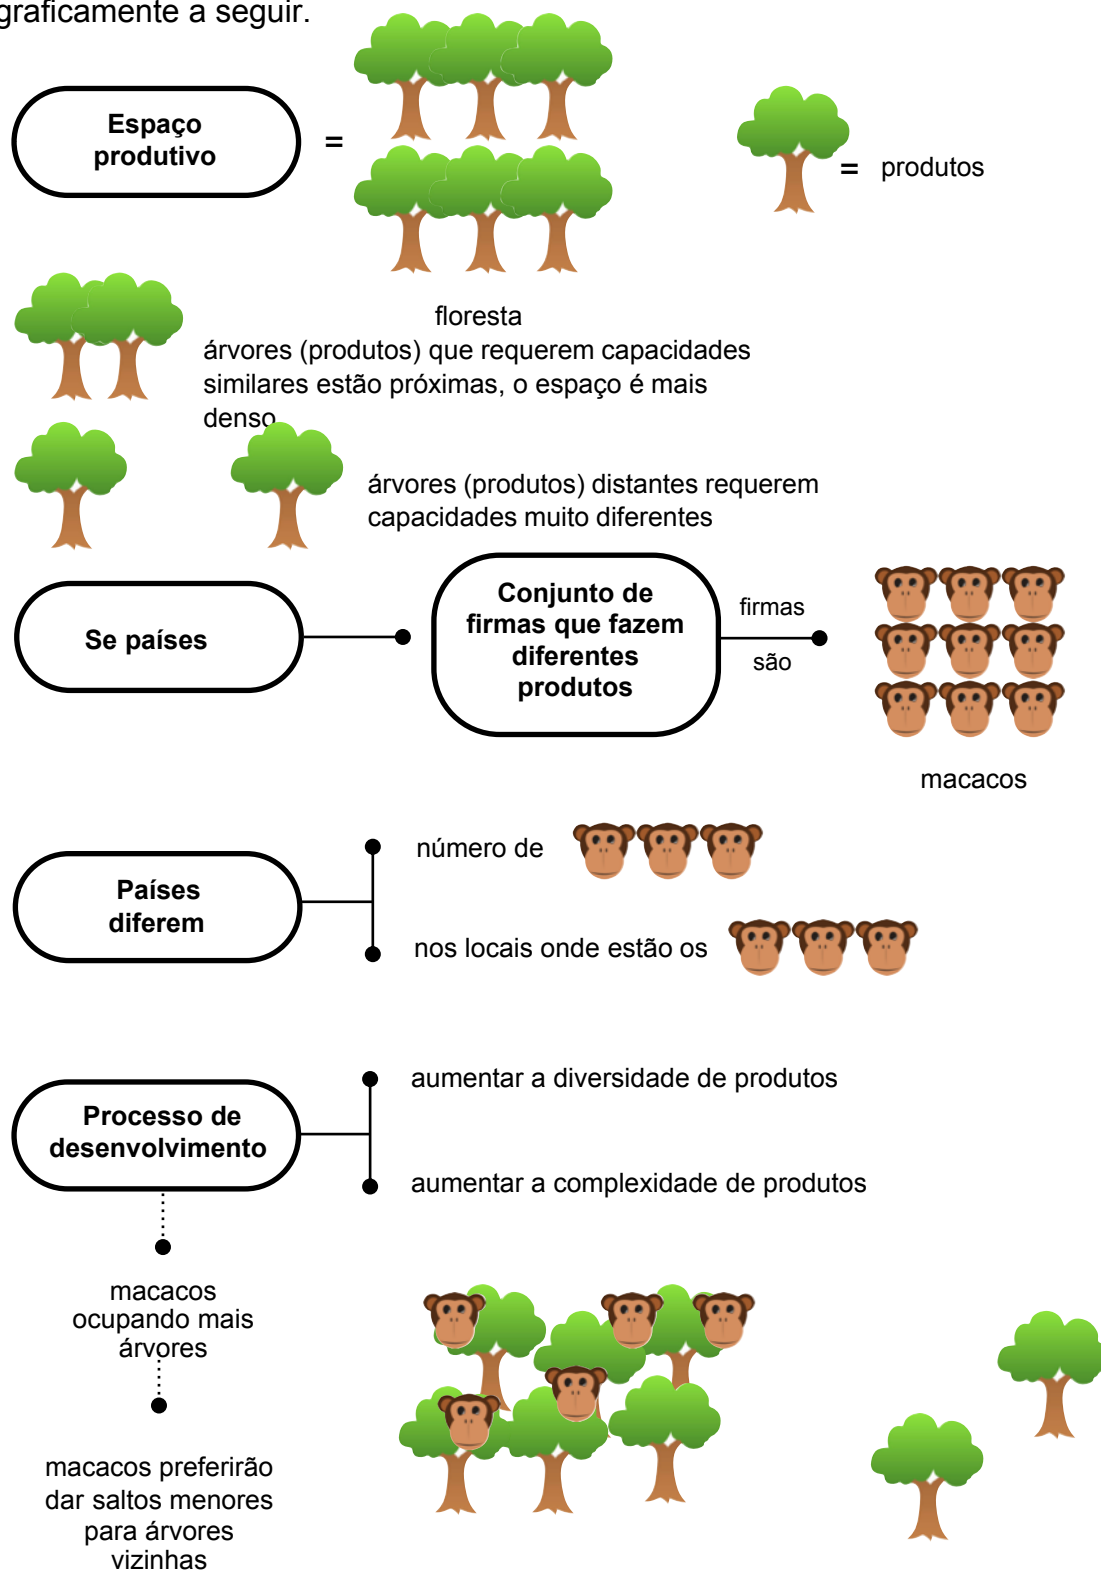 graficamente a seguir.
Espaço
produtivo
=
= produtos
floresta
árvores (produtos) que requerem capacidades
similares estão próximas, o espaço é mais
denso
árvores (produtos) distantes requerem
capacidades muito diferentes
Se países
Conjunto de
firmas que fazem
diferentes
produtos
firmas
são
macacos
Países
diferem
número de
nos locais onde estão os
Processo de
desenvolvimento
aumentar a diversidade de produtos
aumentar a complexidade de produtos
macacos
ocupando mais
árvores
macacos preferirão
dar saltos menores
para árvores
vizinhas